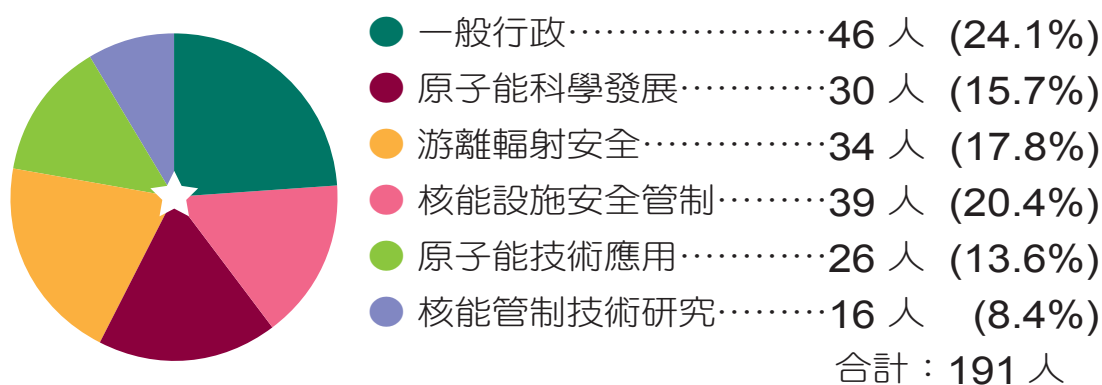 一般行政…………………46 人 (24.1%)
原子能科學發展…………30 人 (15.7%)
游離輻射安全……………34 人 (17.8%)
核能設施安全管制………39 人 (20.4%)
原子能技術應用…………26 人 (13.6%)
核能管制技術研究………16 人 (8.4%)
合計：191 人